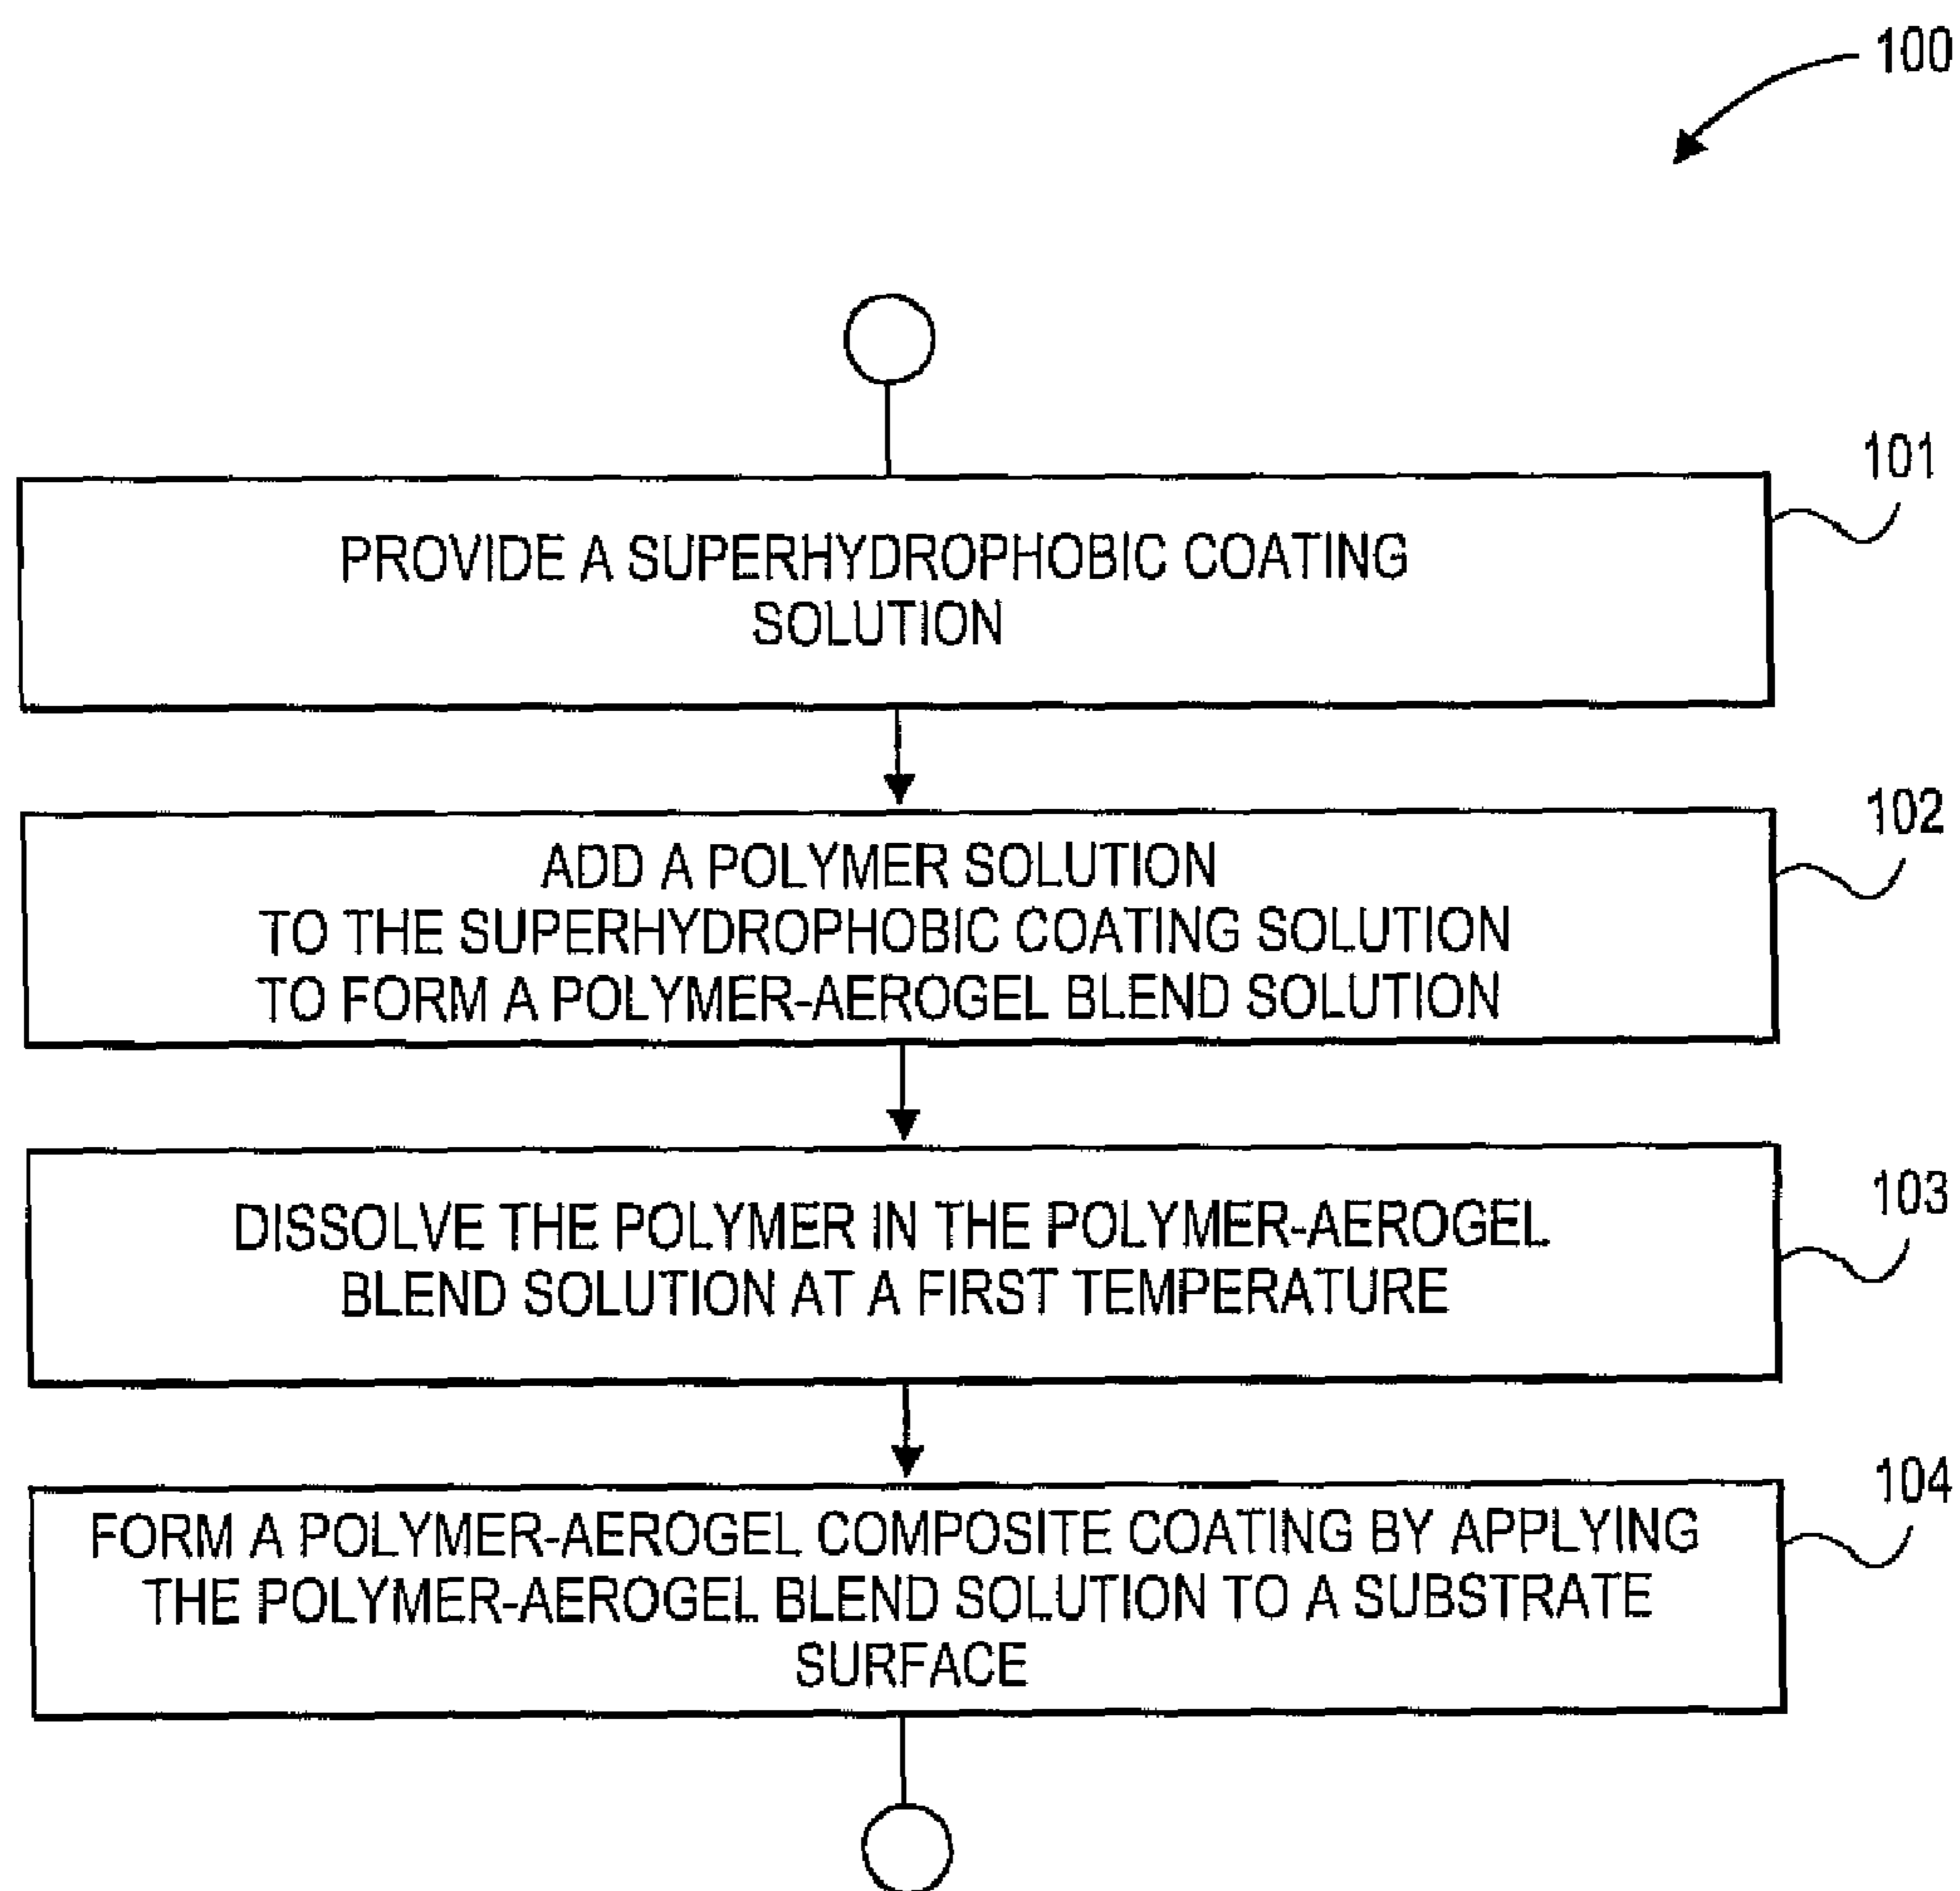 100
101
PROVIDE A SUPERHYDROPHOBIC COATING
SOLUTION
102
ADD A POLYMER SOLUTION
TO THE SUPERHYDROPHOBIC COATING SOLUTION
TO FORM A POLYMER-AEROGEL BLEND SOLUTION
103
DISSOLVE THE POLYMER IN THE POLYMER-AEROGEL
BLEND SOLUTION AT A FIRST TEMPERATURE
104
FORM A POLYMER-AEROGEL COMPOSITE COATING BY APPLYING
THE POLYMER-AEROGEL BLEND SOLUTION TO A SUBSTRATE
SURFACE